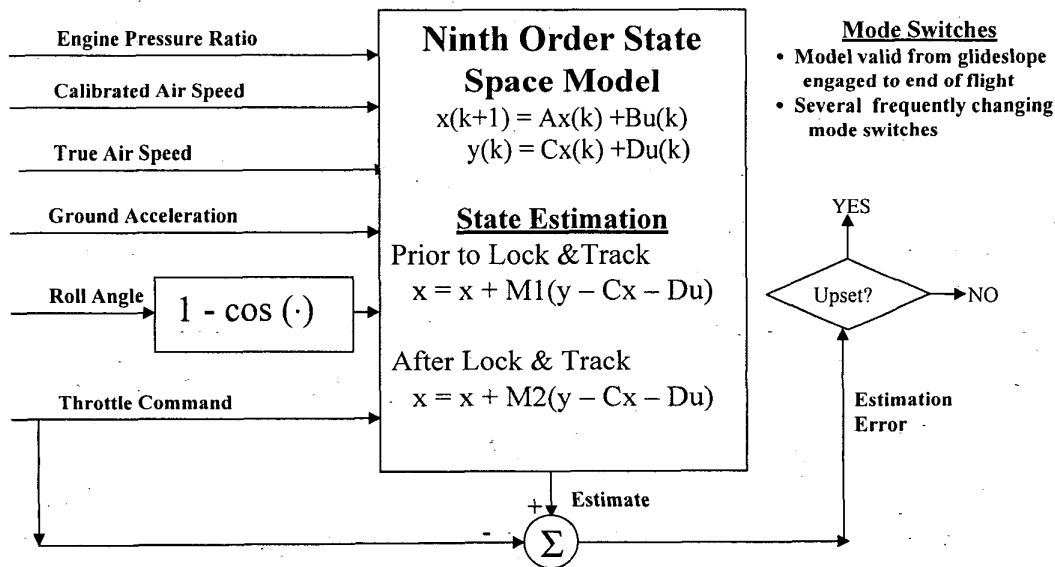 Engine Pressure Ratio
Calibrated Air Speed
True Air Speed
Ground Acceleration
Roll Angle
1 - cos (·)
Throttle Command
Ninth Order State
Space Model
x(k+1) = Ax(k) +Bu(k)
y(k) = Cx(k) +Du(k)
State Estimation
Prior to Lock &Track
x = x + M1(y – Cx – Du)
After Lock & Track
x = x + M2(y – Cx – Du)
Mode Switches
• Model valid from glideslope
engaged to end of flight
• Several frequently changing
mode switches
YES
Upset?
NO
Estimation
Error
+
Estimate
-
Σ